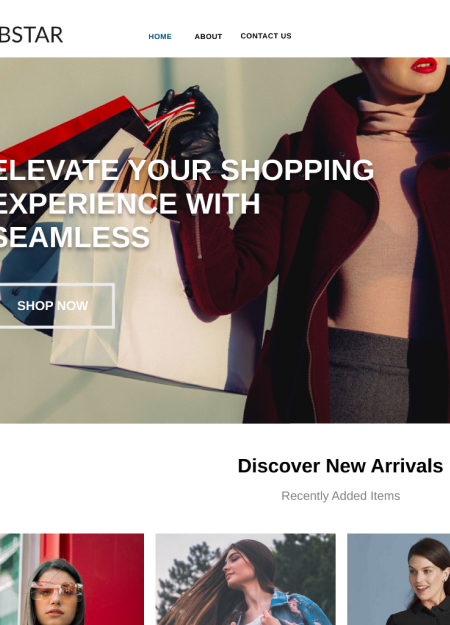 BSTAR
HOME ABOUT CONTACT US
ELEVATE YOUR SHOPPING
EXPERIENCE WITH
SEAMLESS
SHOP NOW
Discover New Arrivals
Recently Added Items